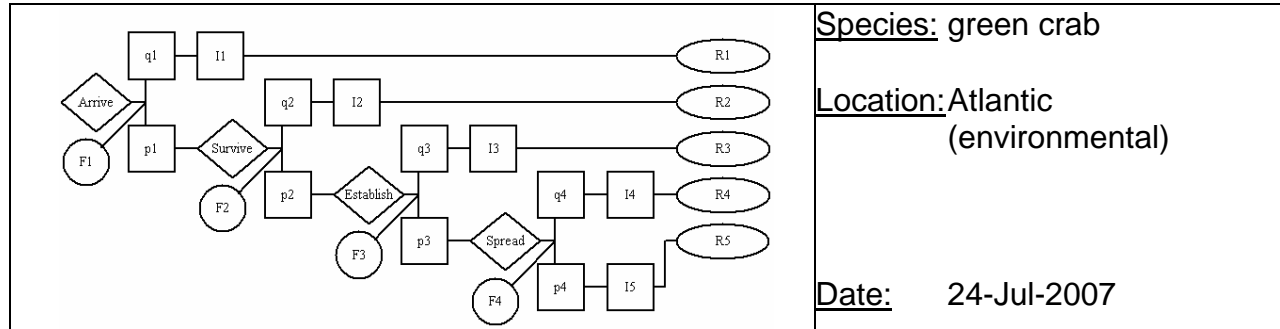 q1 I1 R1
Arrive q2 I2 R2
F1 p1 Survive q3 I3 R3
F2 p2 Establish q4 I4 R4
F3 p3 Spread R5
F4 p4 I5
Species: green crab
Location: Atlantic
(environmental)
Date: 24-Jul-2007